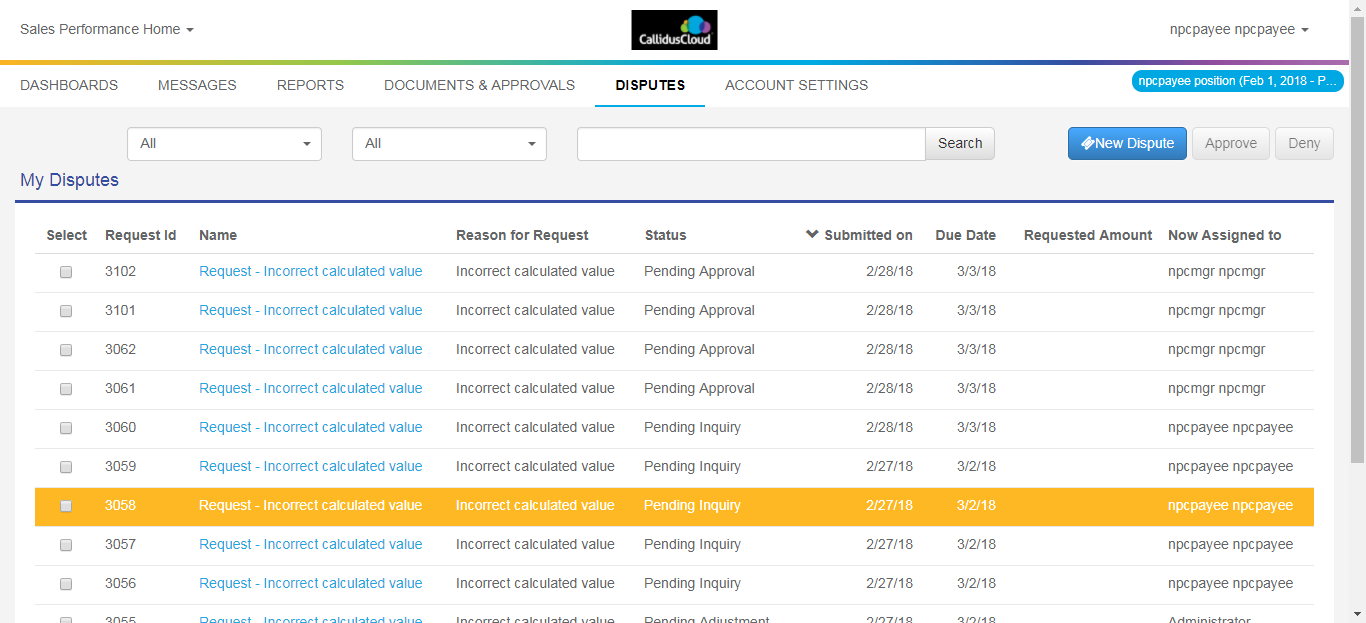 Sales Performance Home
CallidusCloud
npcpayee npcpayee
DASHBOARDS MESSAGES REPORTS DOCUMENTS & APPROVALS DISPUTES ACCOUNT SETTINGS npcpayee position (Feb 1, 2018 - P...
All All Search New Dispute Approve Deny
My Disputes
Select Request Id Name Reason for Request Status Submitted on Due Date Requested Amount Now Assigned to
3102 Request - Incorrect calculated value Incorrect calculated value Pending Approval 2/28/18 3/3/18 npcmgr npcmgr
3101 Request - Incorrect calculated value Incorrect calculated value Pending Approval 2/28/18 3/3/18 npcmgr npcmgr
3062 Request - Incorrect calculated value Incorrect calculated value Pending Approval 2/28/18 3/3/18 npcmgr npcmgr
3061 Request - Incorrect calculated value Incorrect calculated value Pending Approval 2/28/18 3/3/18 npcmgr npcmgr
3060 Request - Incorrect calculated value Incorrect calculated value Pending Inquiry 2/28/18 3/3/18 npcpayee npcpayee
3059 Request - Incorrect calculated value Incorrect calculated value Pending Inquiry 2/27/18 3/2/18 npcpayee npcpayee
3058 Request - Incorrect calculated value Incorrect calculated value Pending Inquiry 2/27/18 3/2/18 npcpayee npcpayee
3057 Request - Incorrect calculated value Incorrect calculated value Pending Inquiry 2/27/18 3/2/18 npcpayee npcpayee
3056 Request - Incorrect calculated value Incorrect calculated value Pending Inquiry 2/27/18 3/2/18 npcpayee npcpayee
3055 Request - Incorrect calculated value Incorrect calculated value Pending Adjustment 2/27/18 3/2/18 Administrator